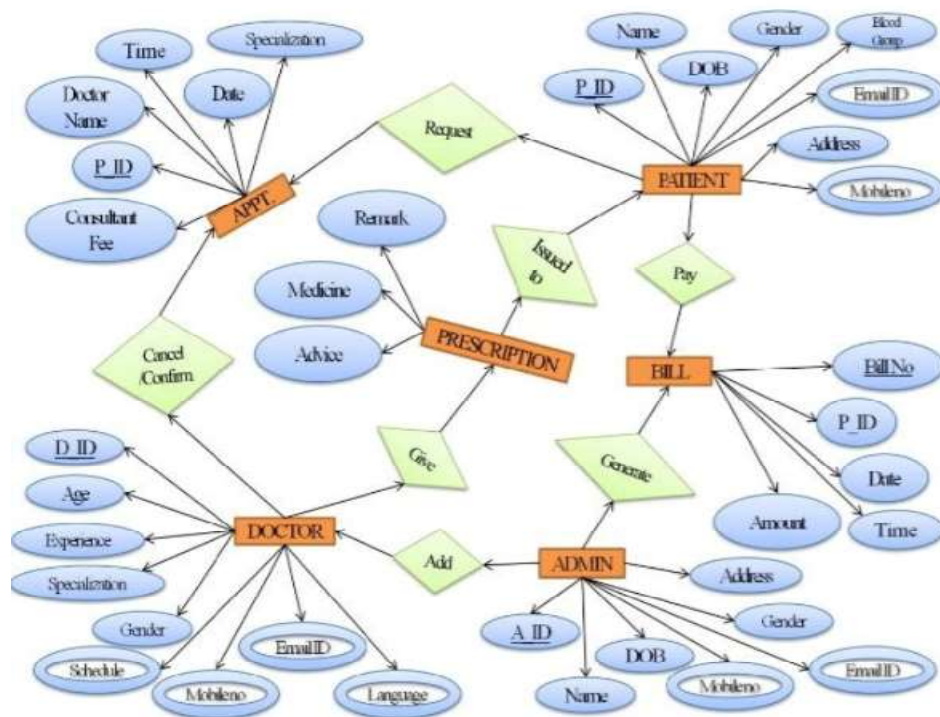 Time
Specialization
Doctor
Name
Date
P_ID
Consultant
Fee
APPT.
Request
Name
Gender
Blood
Group
P_ID
DOB
EmailID
Address
PATIENT
Mobileno
Remark
Medicine
Advice
PRESCRIPTION
Issued
to
Pay
Cancel
/Confirm
BILL
Bill No
P_ID
Date
Time
Amount
Give
Generate
D_ID
Age
Experience
Specialization
Gender
Schedule
Mobileno
EmailID
Language
DOCTOR
Add
ADMIN
Address
A_ID
Gender
DOB
Name
Mobileno
EmailID